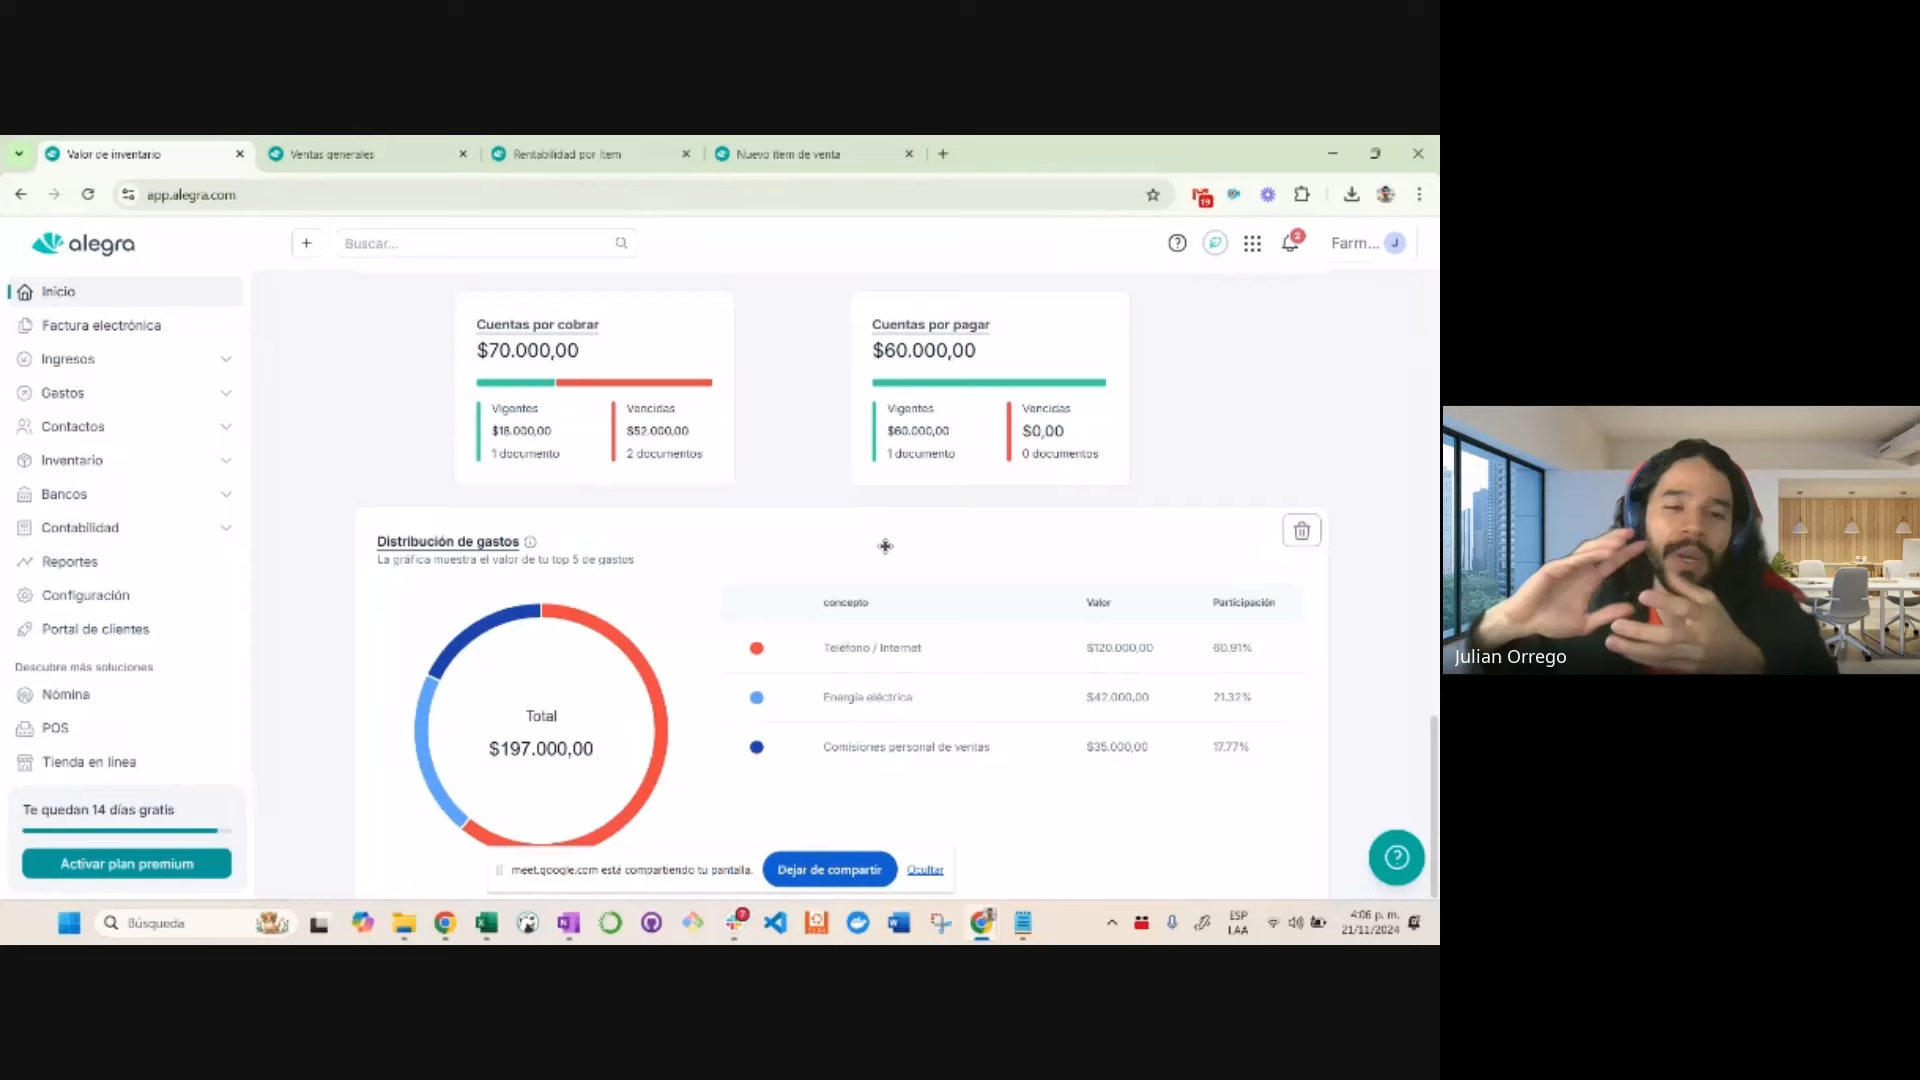 Valor de inventario
Ventas generales
Rentabilidad por ítem
Nuevo ítem de venta
app.alegra.com
19
alegra
+
Buscar...
2
Farm...
J
Inicio
Factura electrónica
Ingresos
Gastos
Contactos
Inventario
Bancos
Contabilidad
Reportes
Configuración
Portal de clientes
Descubre más soluciones
Nómina
POS
Tienda en línea
Te quedan 14 días gratis
Activar plan premium
Cuentas por cobrar
$70.000,00
Vigentes
$18.000,00
1 documento
Vencidas
$52.000,00
2 documentos
Cuentas por pagar
$60.000,00
Vigentes
$60.000,00
1 documento
Vencidas
$0,00
0 documentos
Distribución de gastos
La gráfica muestra el valor de tu top 5 de gastos
Total
$197.000,00
concepto Valor Participación
Teléfono / Internet $120.000,00 60.91%
Energía eléctrica $42.000,00 21.32%
Comisiones personal de ventas $35.000,00 17.77%
meet.google.com está compartiendo tu pantalla.
Dejar de compartir
Ocultar
Búsqueda
ESP
LAA
4:06 p. m.
21/11/2024
Julian Orrego